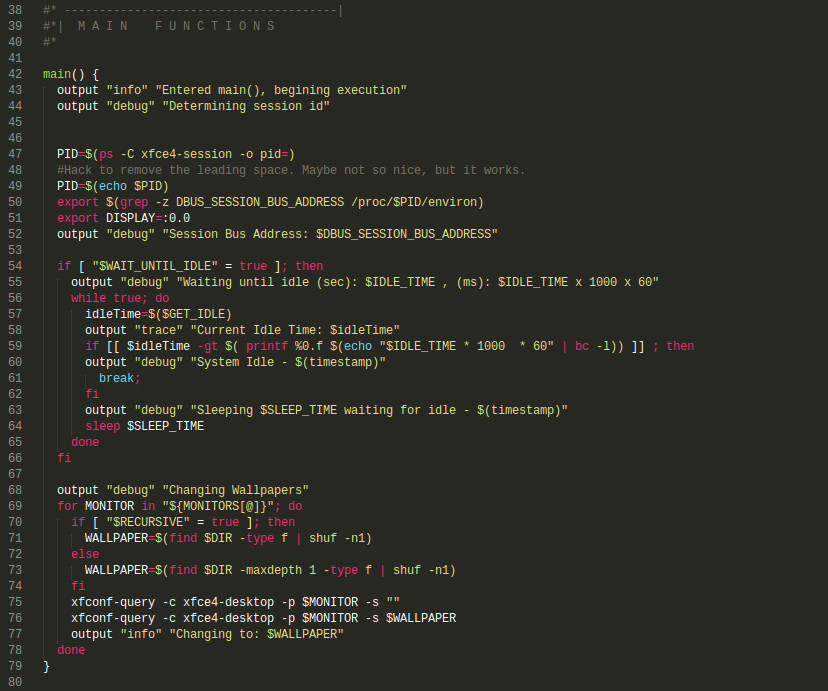 38 #* ---------------------------------------|
39 #*|  M A I N    F U N C T I O N S
40 #*
41
42 main() {
43   output "info" "Entered main(), begining execution"
44   output "debug" "Determining session id"
45
46
47   PID=$(ps -C xfce4-session -o pid=)
48   #Hack to remove the leading space. Maybe not so nice, but it works.
49   PID=$(echo $PID)
50   export $(grep -z DBUS_SESSION_BUS_ADDRESS /proc/$PID/environ)
51   export DISPLAY=:0.0
52   output "debug" "Session Bus Address: $DBUS_SESSION_BUS_ADDRESS"
53
54   if [ "$WAIT_UNTIL_IDLE" = true ]; then
55     output "debug" "Waiting until idle (sec): $IDLE_TIME , (ms): $IDLE_TIME x 1000 x 60"
56     while true; do
57       idleTime=$($GET_IDLE)
58       output "trace" "Current Idle Time: $idleTime"
59       if [[ $idleTime -gt $( printf %0.f $(echo "$IDLE_TIME * 1000  * 60" | bc -l)) ]] ; then
60       output "debug" "System Idle - $(timestamp)"
61         break;
62       fi
63       output "debug" "Sleeping $SLEEP_TIME waiting for idle - $(timestamp)"
64       sleep $SLEEP_TIME
65     done
66   fi
67
68   output "debug" "Changing Wallpapers"
69   for MONITOR in "${MONITORS[@]}"; do
70     if [ "$RECURSIVE" = true ]; then
71       WALLPAPER=$(find $DIR -type f | shuf -n1)
72     else
73       WALLPAPER=$(find $DIR -maxdepth 1 -type f | shuf -n1)
74     fi
75     xfconf-query -c xfce4-desktop -p $MONITOR -s ""
76     xfconf-query -c xfce4-desktop -p $MONITOR -s $WALLPAPER
77     output "info" "Changing to: $WALLPAPER"
78   done
79 }
80